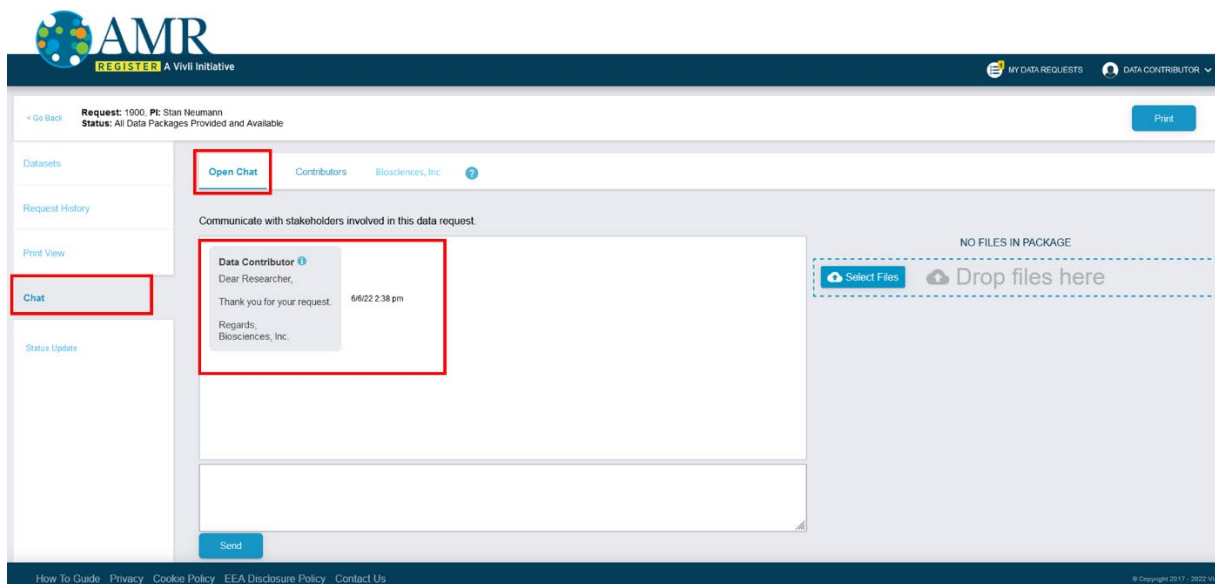 AMR
REGISTER A Vivli Initiative
MY DATA REQUESTS
DATA CONTRIBUTOR
< Go Back
Request: 1900, PI: Stan Neumann
Status: All Data Packages Provided and Available
Print
Datasets
Request History
Print View
Chat
Status Update
Open Chat Contributors Biosciences, Inc ?
Communicate with stakeholders involved in this data request.
Data Contributor i
Dear Researcher,
Thank you for your request.
Regards,
Biosciences, Inc.
6/6/22 2:38 pm
NO FILES IN PACKAGE
Select Files Drop files here
Send
How To Guide Privacy Cookie Policy EEA Disclosure Policy Contact Us
© Copyright 2017 - 2022